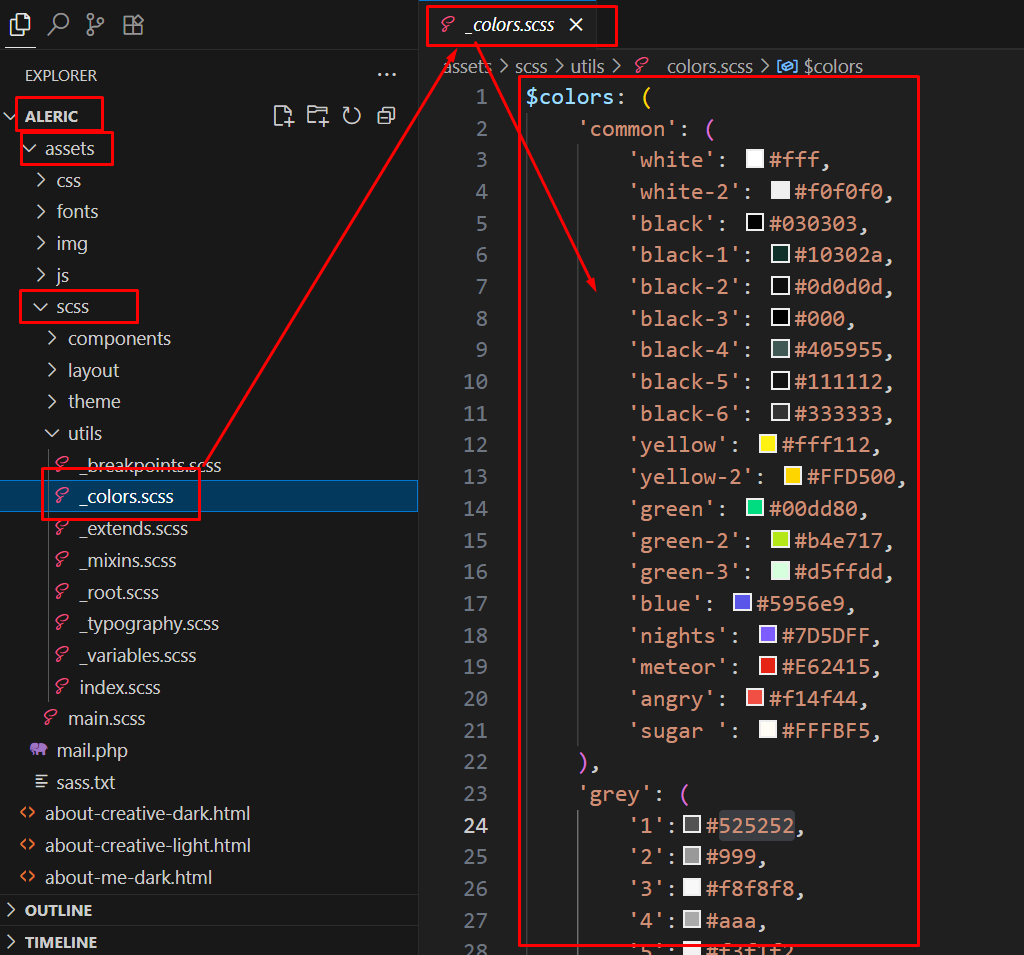 EXPLORER
ALERIC
assets
css
fonts
img
js
scss
components
layout
theme
utils
_breakpoints.scss
_colors.scss
_extends.scss
_mixins.scss
_root.scss
_typography.scss
_variables.scss
index.scss
main.scss
mail.php
sass.txt
about-creative-dark.html
about-creative-light.html
about-me-dark.html
OUTLINE
TIMELINE
_colors.scss
assets > scss > utils > _colors.scss > $colors
1 $colors: (
2 'common': (
3 'white': #fff,
4 'white-2': #f0f0f0,
5 'black': #030303,
6 'black-1': #10302a,
7 'black-2': #0d0d0d,
8 'black-3': #000,
9 'black-4': #405955,
10 'black-5': #111112,
11 'black-6': #333333,
12 'yellow': #fff112,
13 'yellow-2': #FFD500,
14 'green': #00dd80,
15 'green-2': #b4e717,
16 'green-3': #d5ffdd,
17 'blue': #5956e9,
18 'nights': #7D5DFF,
19 'meteor': #E62415,
20 'angry': #f14f44,
21 'sugar ': #FFFBF5,
22 ),
23 'grey': (
24 '1': #525252,
25 '2': #999,
26 '3': #f8f8f8,
27 '4': #aaa,
28 '5': #f3f1f2